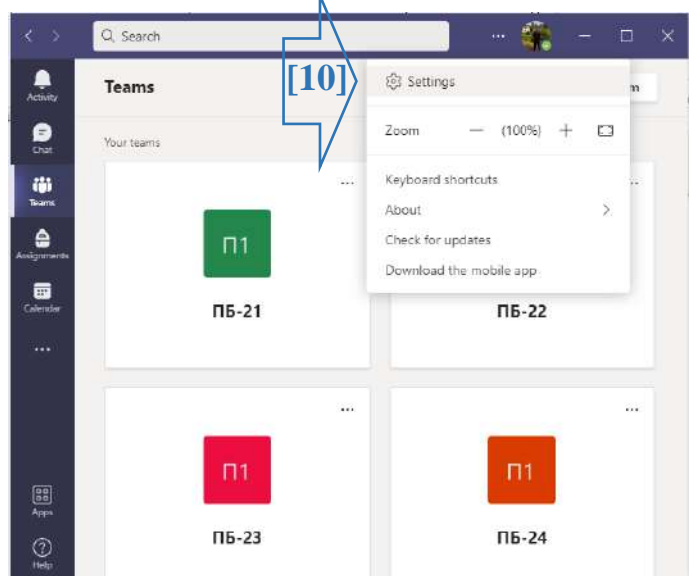 Search
Activity
Chat
Teams
Assignments
Calendar
Apps
Help
Teams
[10]
Your teams
Settings
m
Zoom
(100%)
Keyboard shortcuts
About
Check for updates
Download the mobile app
П1
ПБ-21
ПБ-22
П1
ПБ-23
П1
ПБ-24